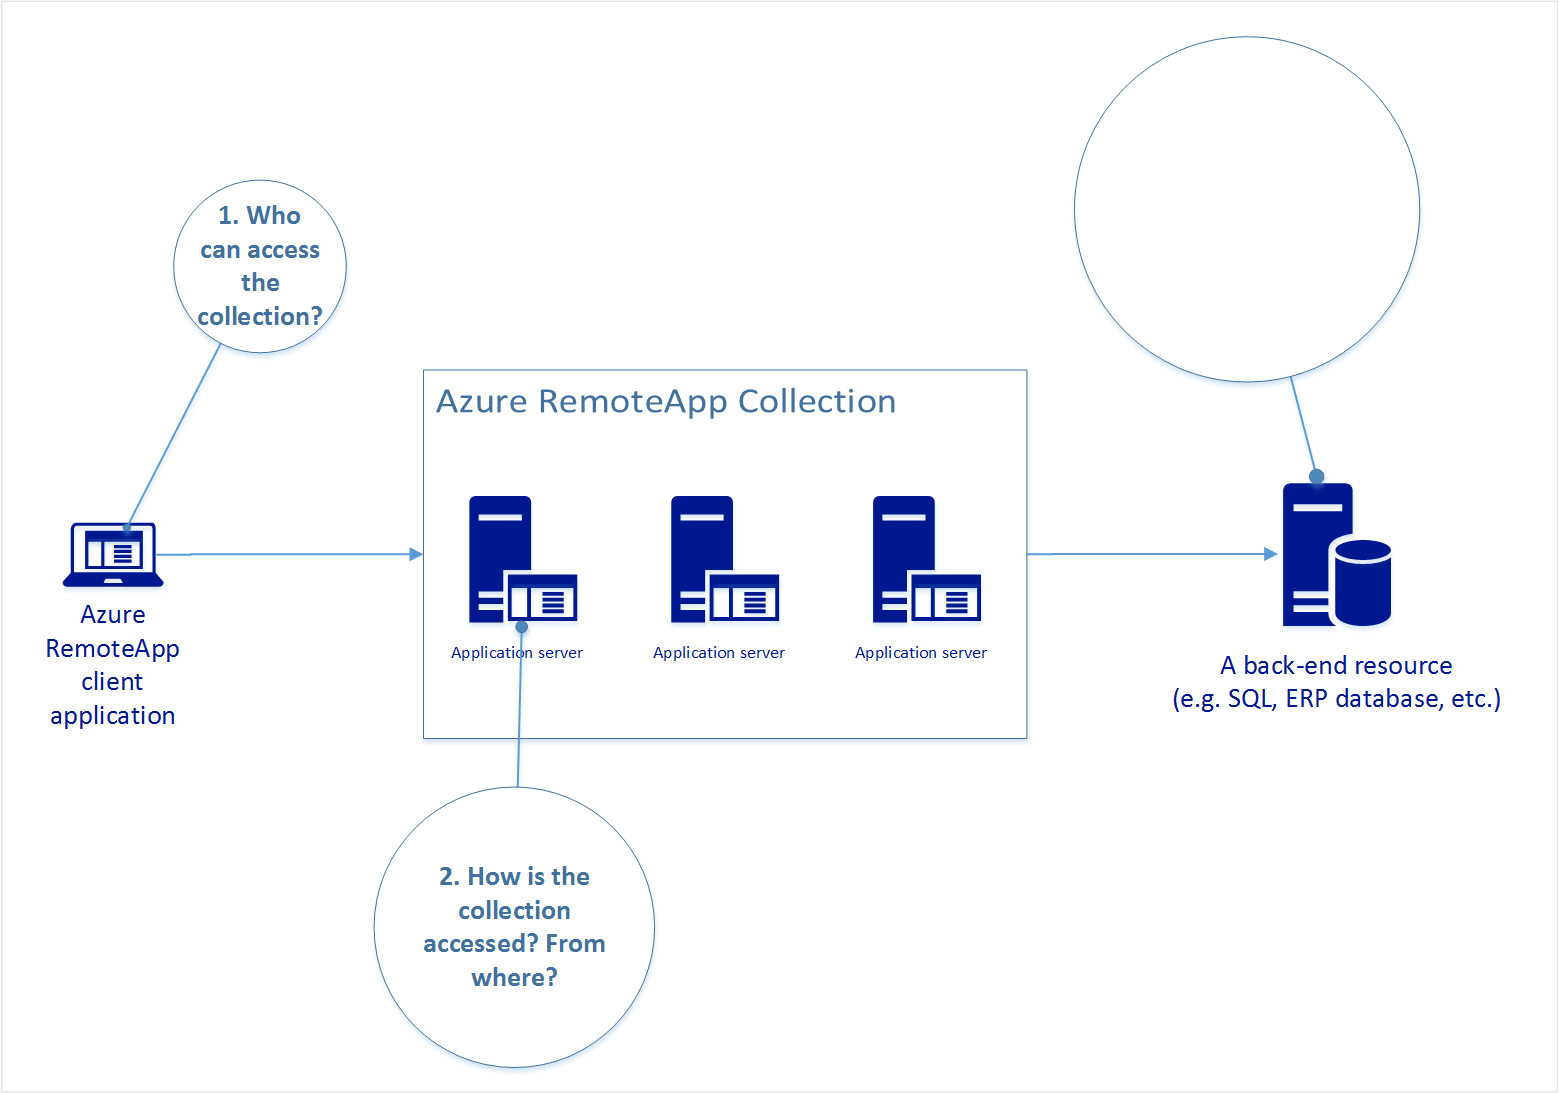 1. Who
can access
the
collection?
Azure RemoteApp Collection
Azure
RemoteApp
client
application
Application server
Application server
Application server
A back-end resource
(e.g. SQL, ERP database, etc.)
2. How is the
collection
accessed? From
where?